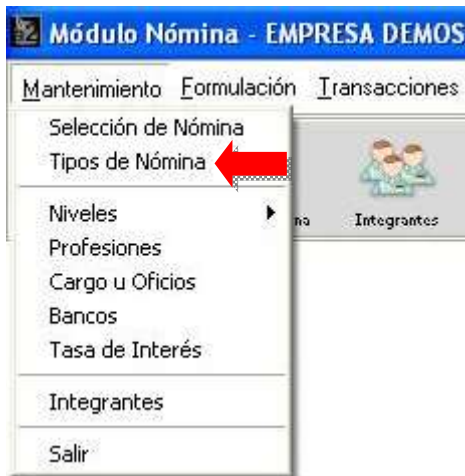 Módulo Nómina - EMPRESA DEMOS
Mantenimiento Formulación Transacciones
Selección de Nómina
Tipos de Nómina
Niveles
na Integrantes
Profesiones
Cargo u Oficios
Bancos
Tasa de Interés
Integrantes
Salir